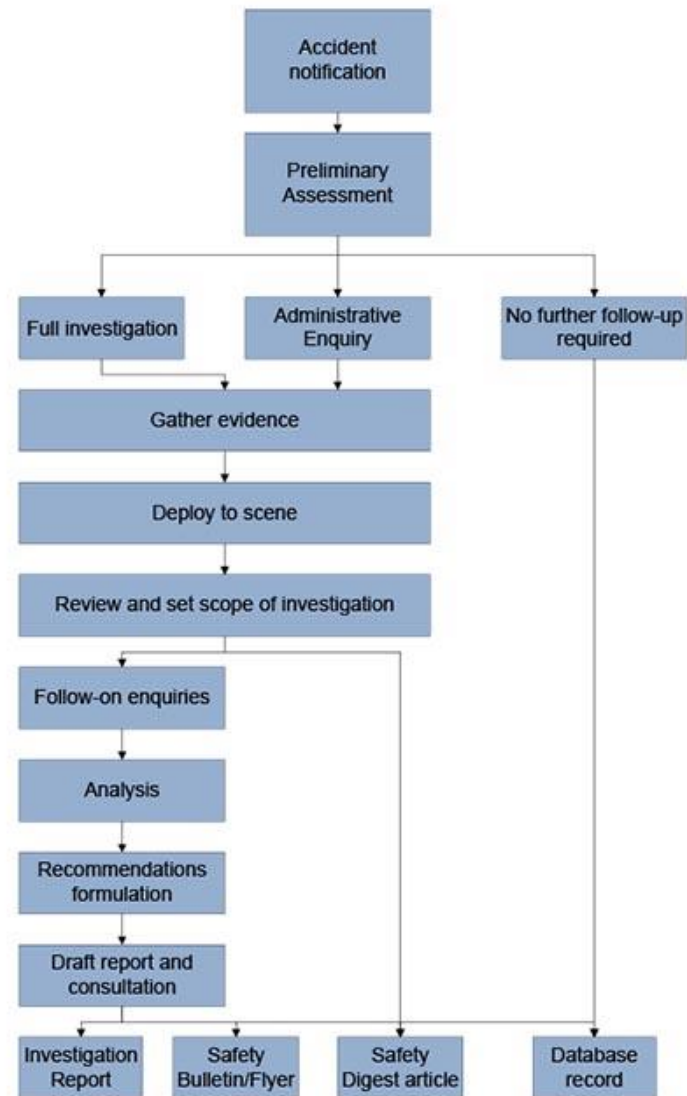 Accident
notification
Preliminary
Assessment
Full investigation
Administrative
Enquiry
No further follow-up
required
Gather evidence
Deploy to scene
Review and set scope of investigation
Follow-on enquiries
Analysis
Recommendations
formulation
Draft report and
consultation
Investigation
Report
Safety
Bulletin/Flyer
Safety
Digest article
Database
record